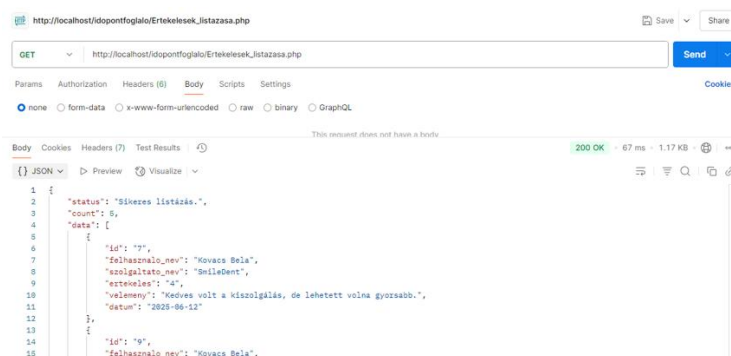 http://localhost/idopontfoglalo/Ertekelesek_listazasa.php Save Share
GET http://localhost/idopontfoglalo/Ertekelesek_listazasa.php Send
Params Authorization Headers (6) Body Scripts Settings Cookie
none form-data x-www-form-urlencoded raw binary GraphQL
This request does not have a body
Body Cookies Headers (7) Test Results 200 OK 67 ms 1.17 KB
{} JSON Preview Visualize
1 {
2 "status": "Sikeres listázás.",
3 "count": 6,
4 "data": [
5 {
6 "id": "7",
7 "felhasznalo_nev": "Kovacs Bela",
8 "szolgaltato_nev": "SmileDent",
9 "ertekeles": "4",
10 "velemeny": "Kedves volt a kiszolgálás, de lehetett volna gyorsabb.",
11 "datum": "2025-06-12"
12 },
13 {
14 "id": "9",
15 "felhasznalo_nev": "Kovacs Bela",